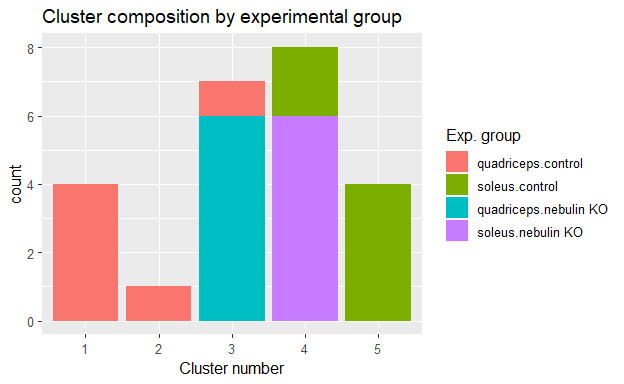 Cluster composition by experimental group
8
6
4
2
0
count
1 2 3 4 5
Cluster number
Exp. group
quadriceps.control
soleus.control
quadriceps.nebulin KO
soleus.nebulin KO